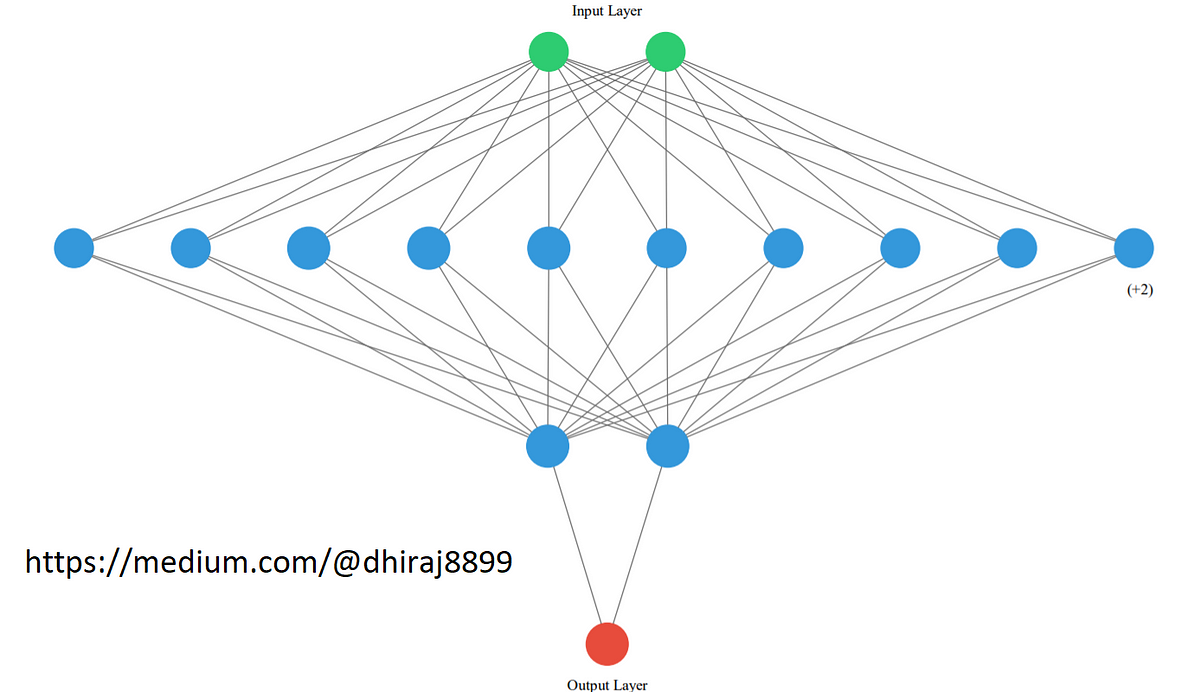 Input Layer
(+2)
https://medium.com/@dhiraj8899
Output Layer